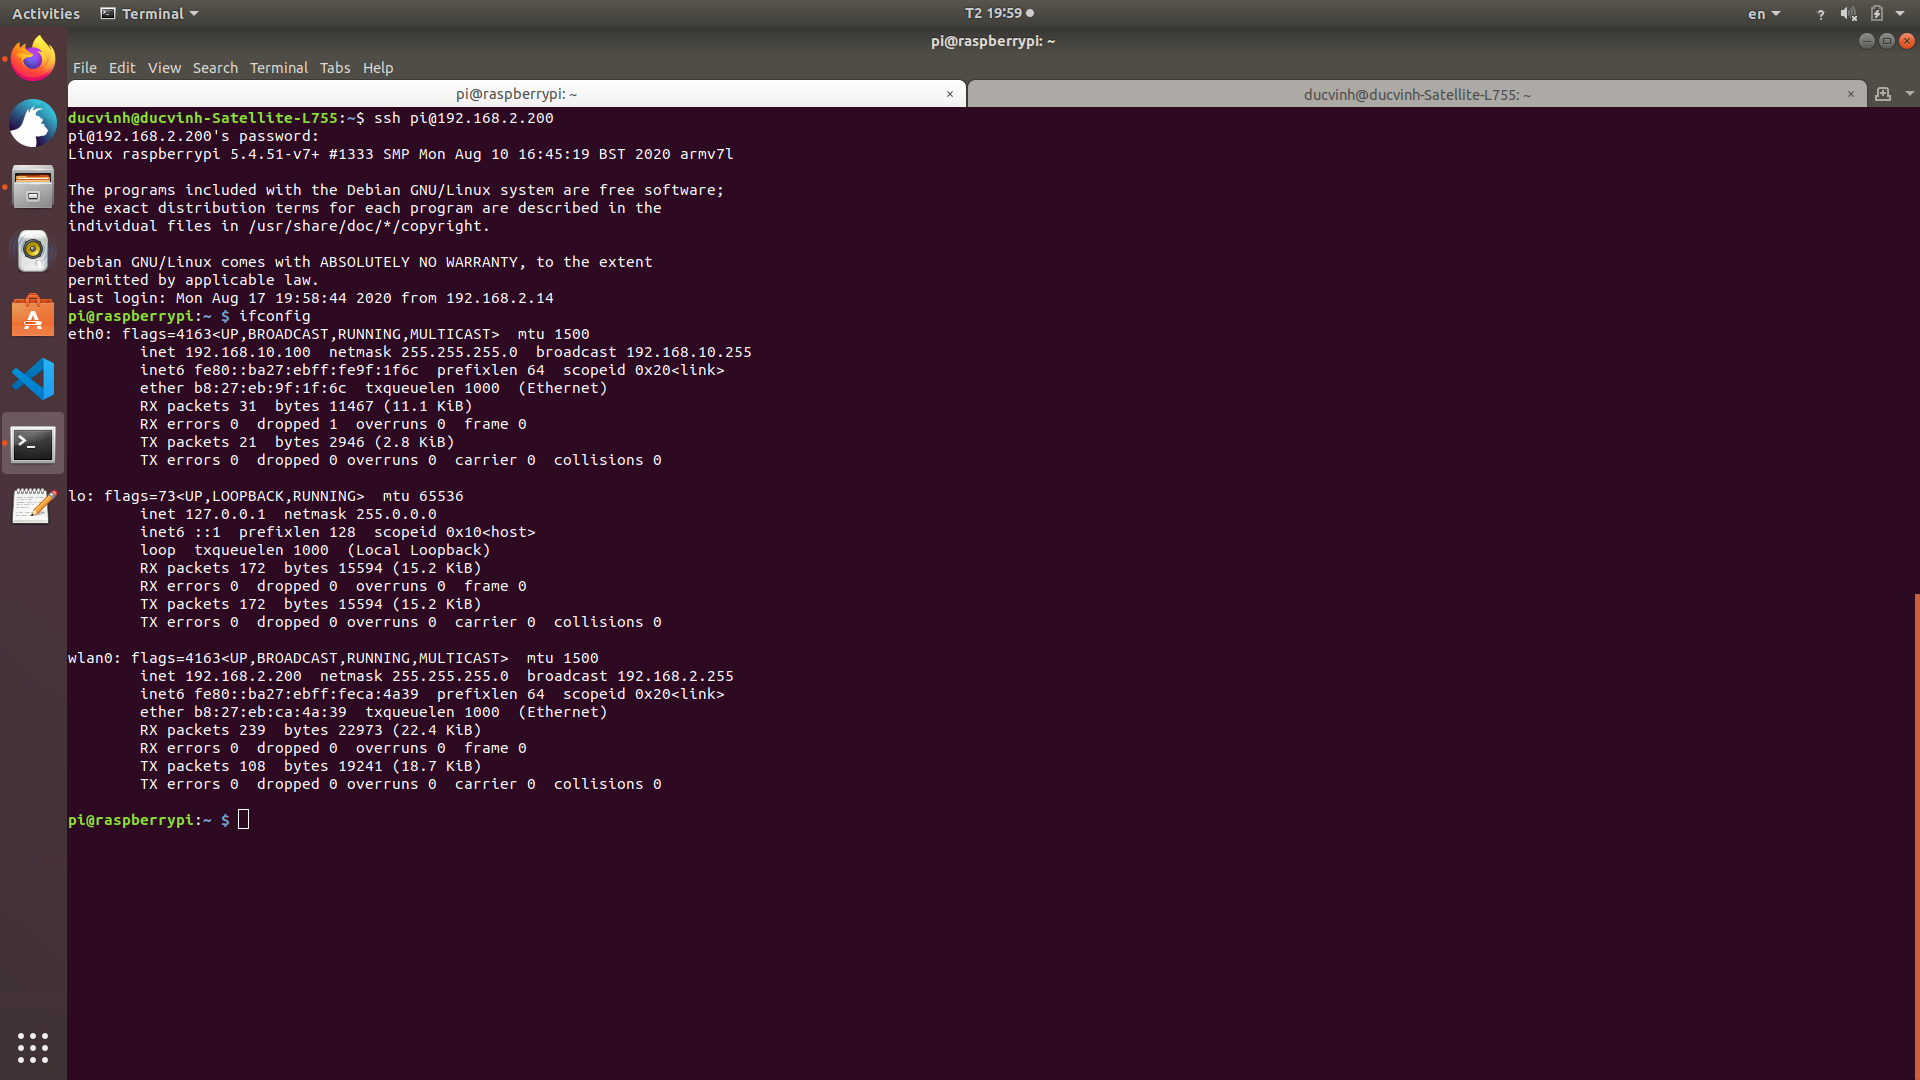 Activities Terminal T2 19:59 en ?
pi@raspberrypi: ~
File Edit View Search Terminal Tabs Help
pi@raspberrypi: ~ × ducvinh@ducvinh-Satellite-L755: ~ ×
ducvinh@ducvinh-Satellite-L755:~$ ssh pi@192.168.2.200
pi@192.168.2.200's password:
Linux raspberrypi 5.4.51-v7+ #1333 SMP Mon Aug 10 16:45:19 BST 2020 armv7l

The programs included with the Debian GNU/Linux system are free software;
the exact distribution terms for each program are described in the
individual files in /usr/share/doc/*/copyright.

Debian GNU/Linux comes with ABSOLUTELY NO WARRANTY, to the extent
permitted by applicable law.
Last login: Mon Aug 17 19:58:44 2020 from 192.168.2.14
pi@raspberrypi:~ $ ifconfig
eth0: flags=4163<UP,BROADCAST,RUNNING,MULTICAST>  mtu 1500
        inet 192.168.10.100  netmask 255.255.255.0  broadcast 192.168.10.255
        inet6 fe80::ba27:ebff:fe9f:1f6c  prefixlen 64  scopeid 0x20<link>
        ether b8:27:eb:9f:1f:6c  txqueuelen 1000  (Ethernet)
        RX packets 31  bytes 11467 (11.1 KiB)
        RX errors 0  dropped 1  overruns 0  frame 0
        TX packets 21  bytes 2946 (2.8 KiB)
        TX errors 0  dropped 0 overruns 0  carrier 0  collisions 0

lo: flags=73<UP,LOOPBACK,RUNNING>  mtu 65536
        inet 127.0.0.1  netmask 255.0.0.0
        inet6 ::1  prefixlen 128  scopeid 0x10<host>
        loop  txqueuelen 1000  (Local Loopback)
        RX packets 172  bytes 15594 (15.2 KiB)
        RX errors 0  dropped 0  overruns 0  frame 0
        TX packets 172  bytes 15594 (15.2 KiB)
        TX errors 0  dropped 0 overruns 0  carrier 0  collisions 0

wlan0: flags=4163<UP,BROADCAST,RUNNING,MULTICAST>  mtu 1500
        inet 192.168.2.200  netmask 255.255.255.0  broadcast 192.168.2.255
        inet6 fe80::ba27:ebff:feca:4a39  prefixlen 64  scopeid 0x20<link>
        ether b8:27:eb:ca:4a:39  txqueuelen 1000  (Ethernet)
        RX packets 239  bytes 22973 (22.4 KiB)
        RX errors 0  dropped 0  overruns 0  frame 0
        TX packets 108  bytes 19241 (18.7 KiB)
        TX errors 0  dropped 0 overruns 0  carrier 0  collisions 0

pi@raspberrypi:~ $